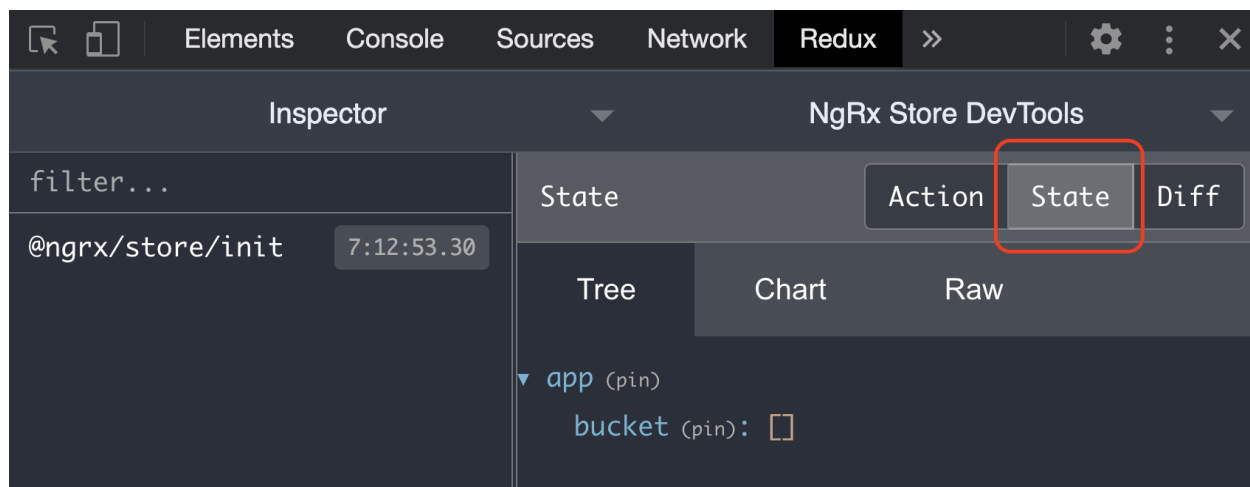 Elements Console Sources Network Redux »
Inspector NgRx Store DevTools
filter...
State Action State Diff
@ngrx/store/init 7:12:53.30
Tree Chart Raw
app (pin)
bucket (pin): []